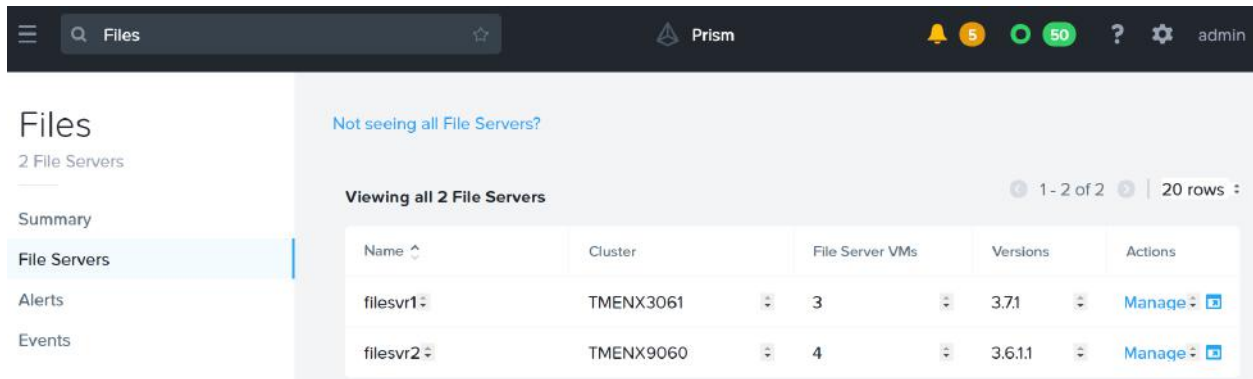 Files
Prism
5
50
?
admin
Files
2 File Servers
Summary
File Servers
Alerts
Events
Not seeing all File Servers?
Viewing all 2 File Servers
1 - 2 of 2
20 rows
Name Cluster File Server VMs Versions Actions
filesvr1 TMENX3061 3 3.7.1 Manage
filesvr2 TMENX9060 4 3.6.1.1 Manage